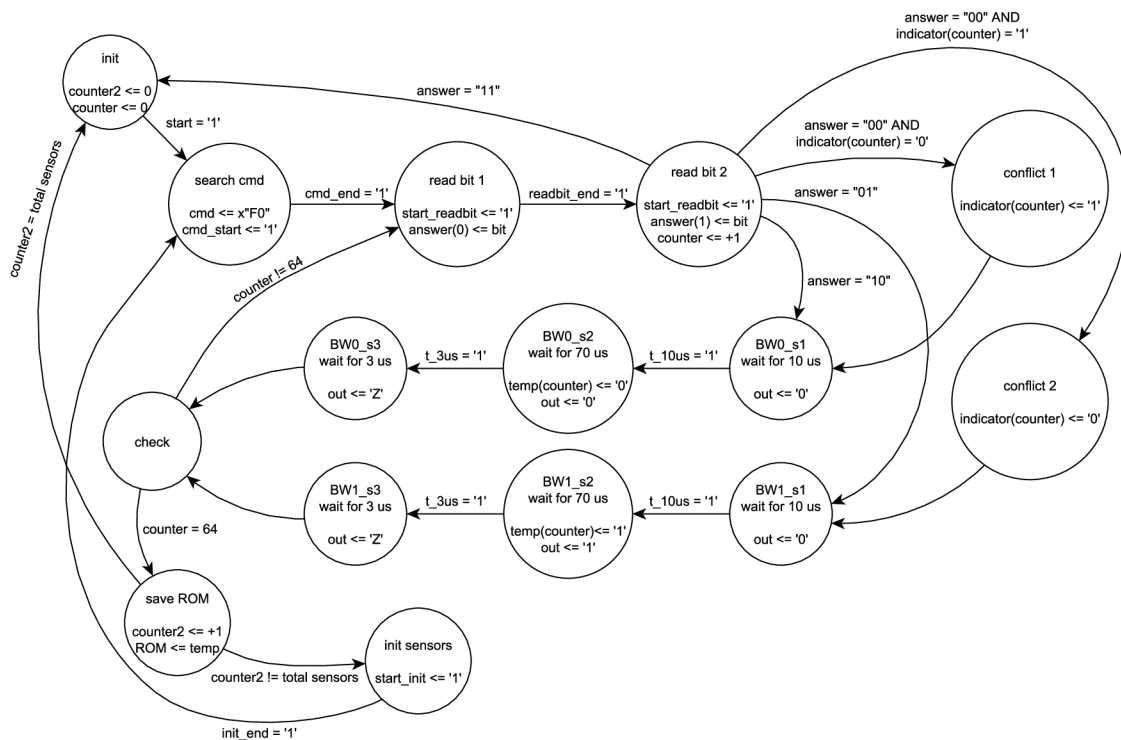 answer = "00" AND
indicator(counter) = '1'
init
counter2 <= 0
counter <= 0
answer = "11"
start = '1'
answer = "00" AND
indicator(counter) = '0'
counter2 = total sensors
search cmd
cmd <= x"F0"
cmd_start <= '1'
cmd_end = '1'
read bit 1
start_readbit <= '1'
answer(0) <= bit
readbit_end = '1'
read bit 2
start_readbit <= '1'
answer(1) <= bit
counter <= +1
answer = "01"
conflict 1
indicator(counter) <= '1'
counter != 64
answer = "10"
BW0_s3
wait for 3 us
out <= 'Z'
t_3us = '1'
BW0_s2
wait for 70 us
temp(counter) <= '0'
out <= '0'
t_10us = '1'
BW0_s1
wait for 10 us
out <= '0'
conflict 2
indicator(counter) <= '0'
check
BW1_s3
wait for 3 us
out <= 'Z'
t_3us = '1'
BW1_s2
wait for 70 us
temp(counter)<= '1'
out <= '1'
t_10us = '1'
BW1_s1
wait for 10 us
out <= '0'
counter = 64
save ROM
counter2 <= +1
ROM <= temp
counter2 != total sensors
init sensors
start_init <= '1'
init_end = '1'